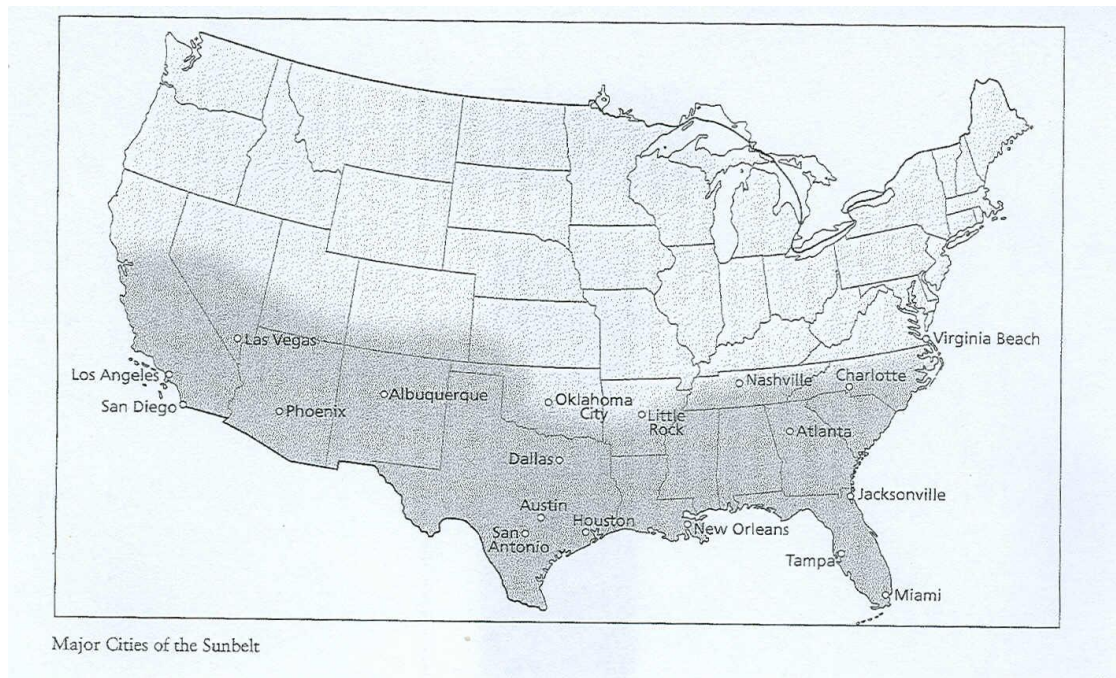 Virginia Beach
Las Vegas
Los Angeles
San Diego
Phoenix
Albuquerque
Oklahoma
City
Little
Rock
Nashville
Charlotte
Atlanta
Dallas
Austin
San
Antonio
Houston
New Orleans
Jacksonville
Tampa
Miami
Major Cities of the Sunbelt